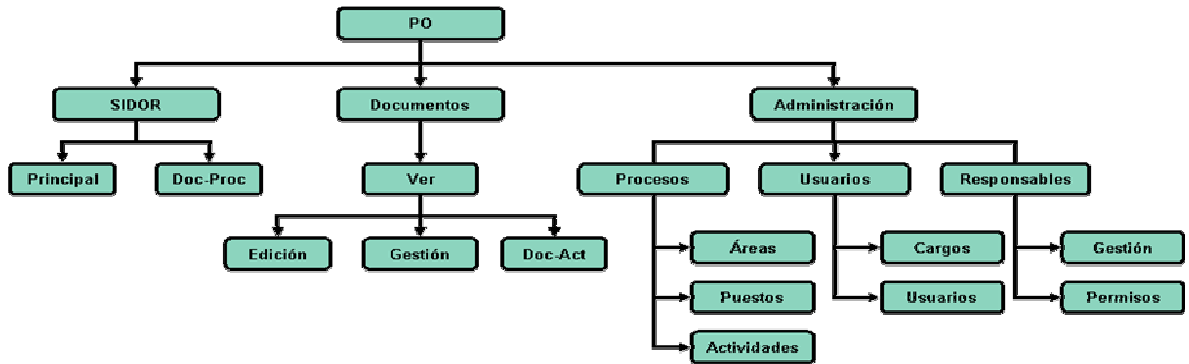 PO
SIDOR
Documentos
Administración
Principal
Doc-Proc
Ver
Procesos
Usuarios
Responsables
Edición
Gestión
Doc-Act
Áreas
Cargos
Gestión
Puestos
Usuarios
Permisos
Actividades